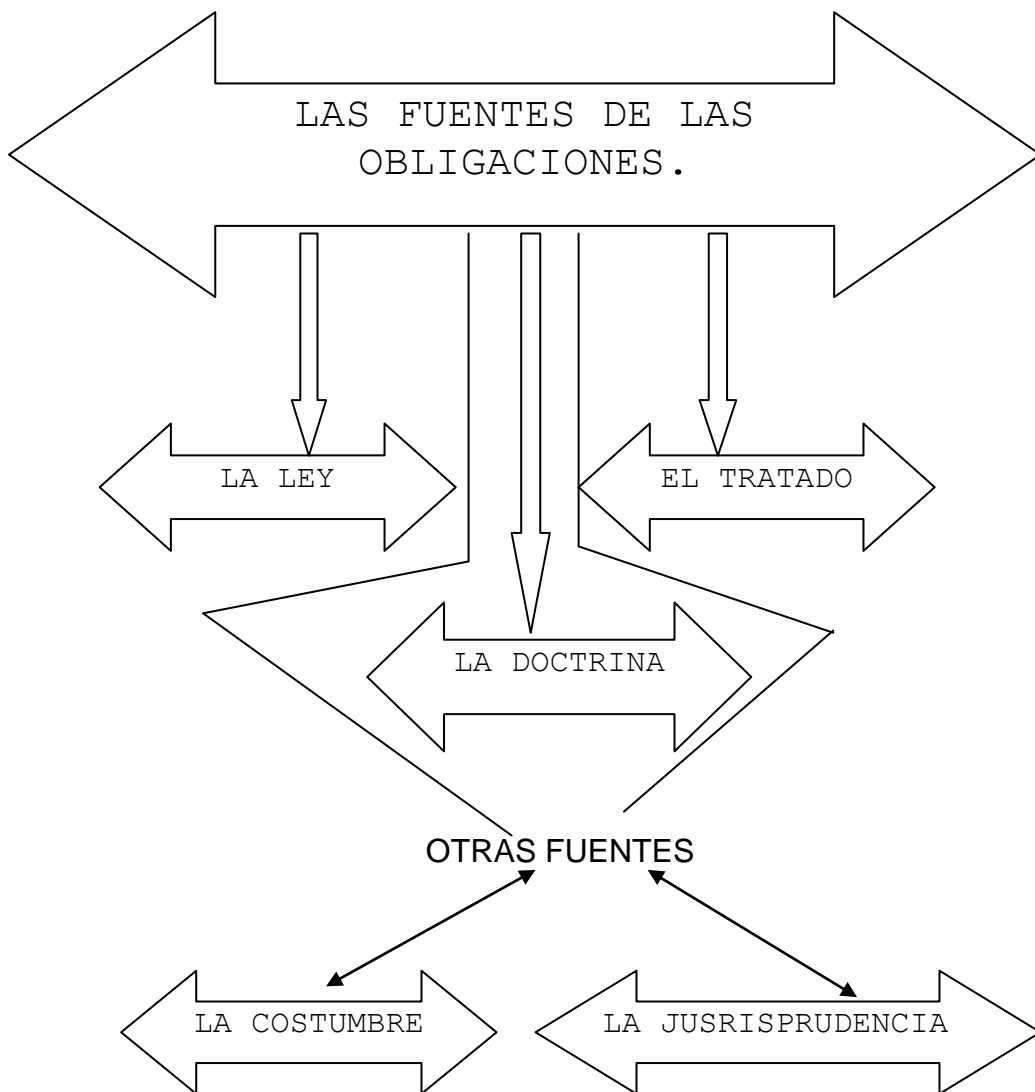 LAS FUENTES DE LAS
OBLIGACIONES.
LA LEY
EL TRATADO
LA DOCTRINA
OTRAS FUENTES
LA COSTUMBRE
LA JUSRISPRUDENCIA